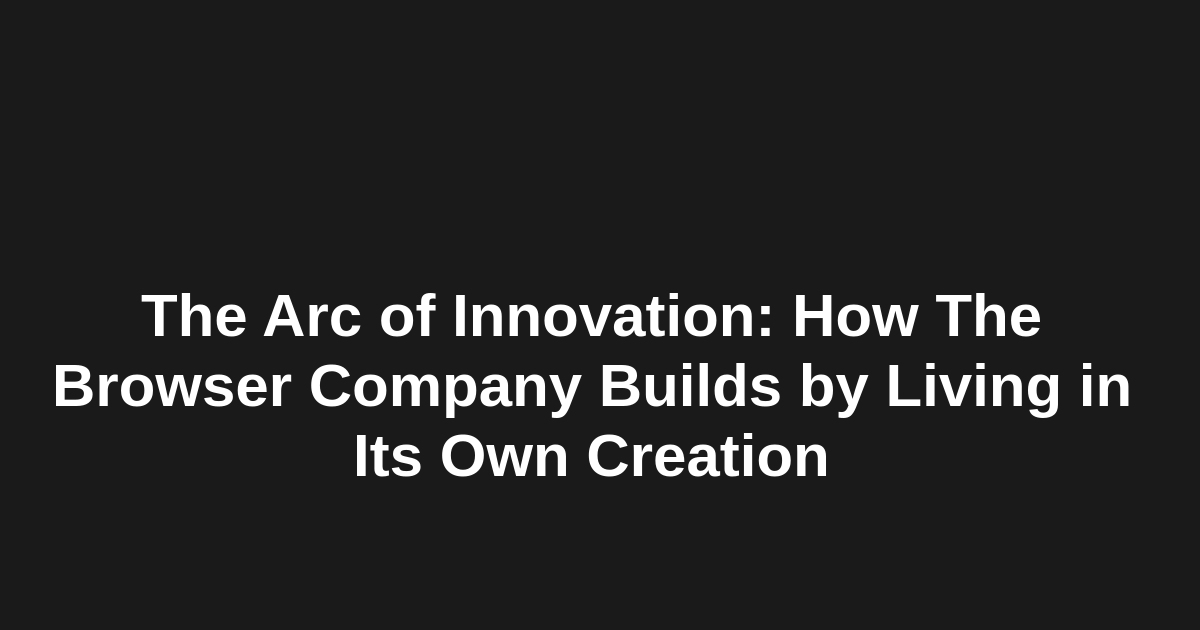 The Arc of Innovation: How The
Browser Company Builds by Living in
Its Own Creation